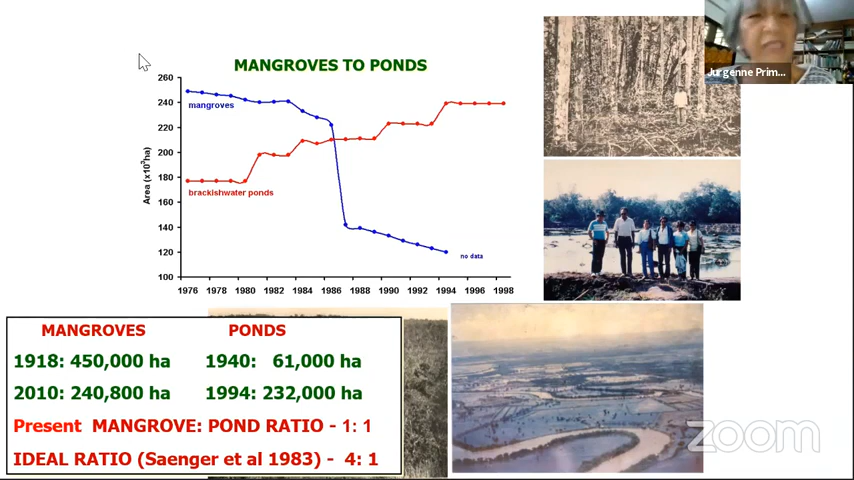 Jurgenne Prim...
MANGROVES TO PONDS
260
240
220
200
180
160
140
120
100
Area (x10³ha)
mangroves
brackishwater ponds
no data
1976 1978 1980 1982 1984 1986 1988 1990 1992 1994 1996 1998
MANGROVES PONDS
1918: 450,000 ha 1940: 61,000 ha
2010: 240,800 ha 1994: 232,000 ha
Present MANGROVE: POND RATIO - 1: 1
IDEAL RATIO (Saenger et al 1983) - 4: 1
zoom